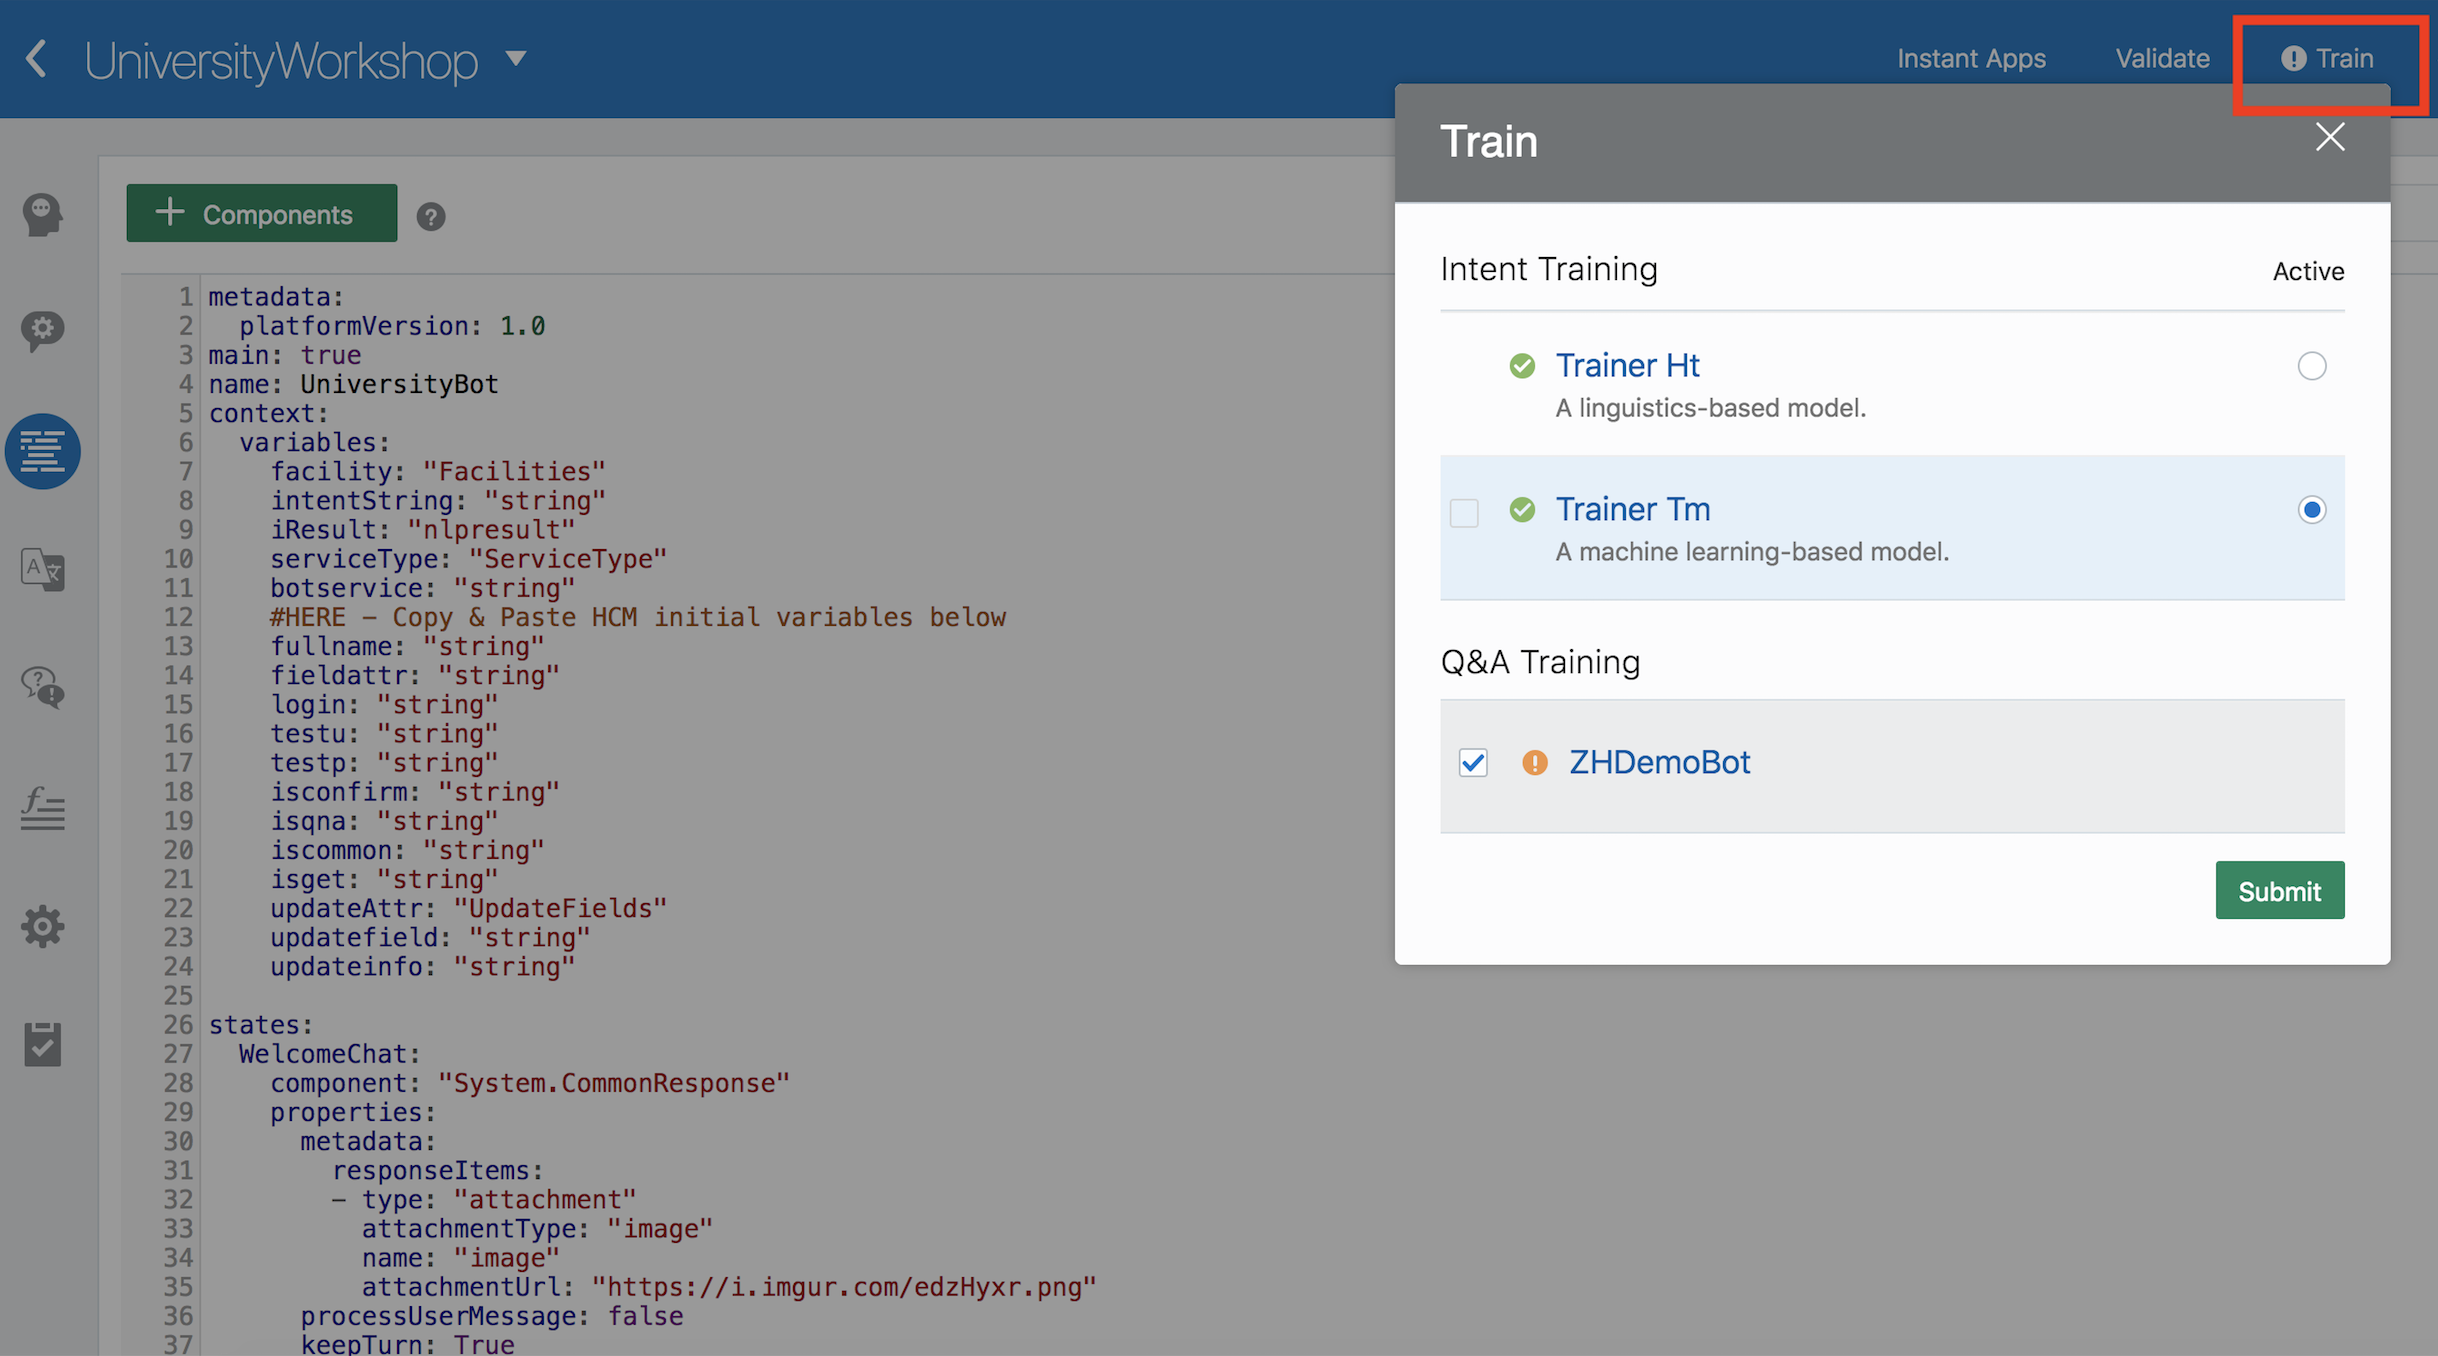 UniversityWorkshop
Instant Apps
Validate
Train
Components
1 metadata:
2 platformVersion: 1.0
3 main: true
4 name: UniversityBot
5 context:
6 variables:
7 facility: "Facilities"
8 intentString: "string"
9 iResult: "nlpresult"
10 serviceType: "ServiceType"
11 botservice: "string"
12 #HERE - Copy & Paste HCM initial variables below
13 fullname: "string"
14 fieldattr: "string"
15 login: "string"
16 testu: "string"
17 testp: "string"
18 isconfirm: "string"
19 isqna: "string"
20 iscommon: "string"
21 isget: "string"
22 updateAttr: "UpdateFields"
23 updatefield: "string"
24 updateinfo: "string"
25
26 states:
27 WelcomeChat:
28 component: "System.CommonResponse"
29 properties:
30 metadata:
31 responseItems:
32 - type: "attachment"
33 attachmentType: "image"
34 name: "image"
35 attachmentUrl: "https://i.imgur.com/edzHyxr.png"
36 processUserMessage: false
37 keepTurn: True
Train
Intent Training
Active
Trainer Ht
A linguistics-based model.
Trainer Tm
A machine learning-based model.
Q&A Training
ZHDemoBot
Submit